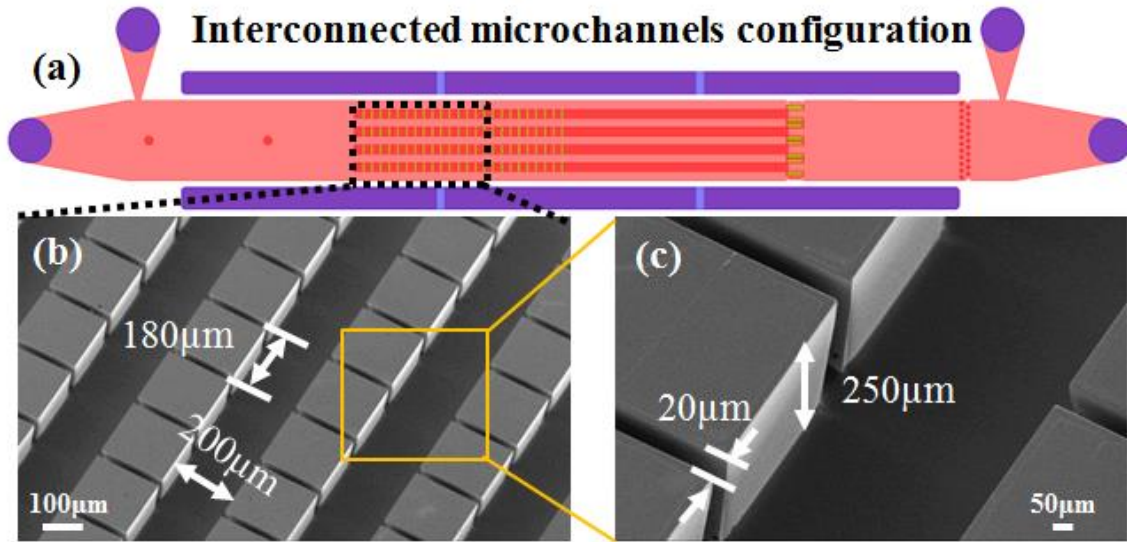 Interconnected microchannels configuration
(a)
(b)
180µm
200µm
100µm
(c)
20µm
250µm
50µm